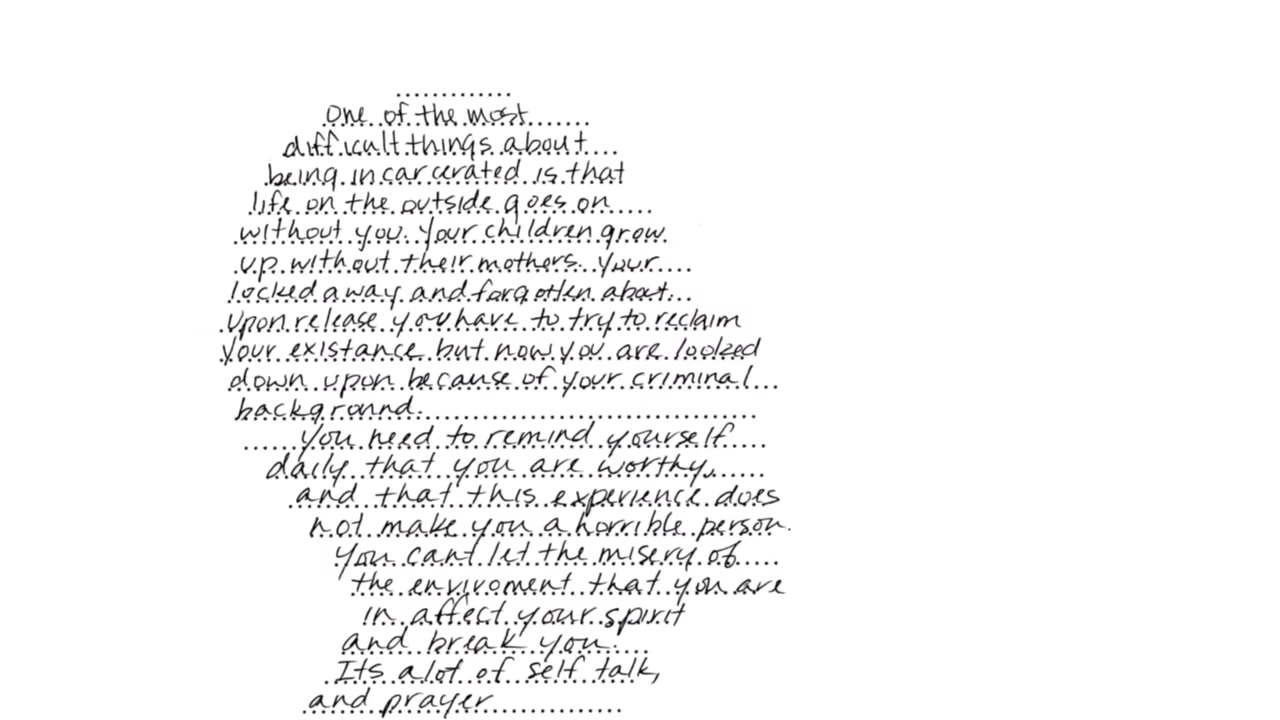 One of the most
difficult things about
being incarcerated is that
life on the outside goes on
without you. Your children grow
up without their mothers. Your
locked away and forgotten about.
Upon release you have to try to reclaim
your existance but now you are looked
down upon because of your criminal
background.
You need to remind yourself
daily that you are worthy,
and that this experience does
not make you a horrible person.
You cant let the misery of
the enviroment that you are
in affect your spirit
and break you.
Its alot of self talk,
and prayer